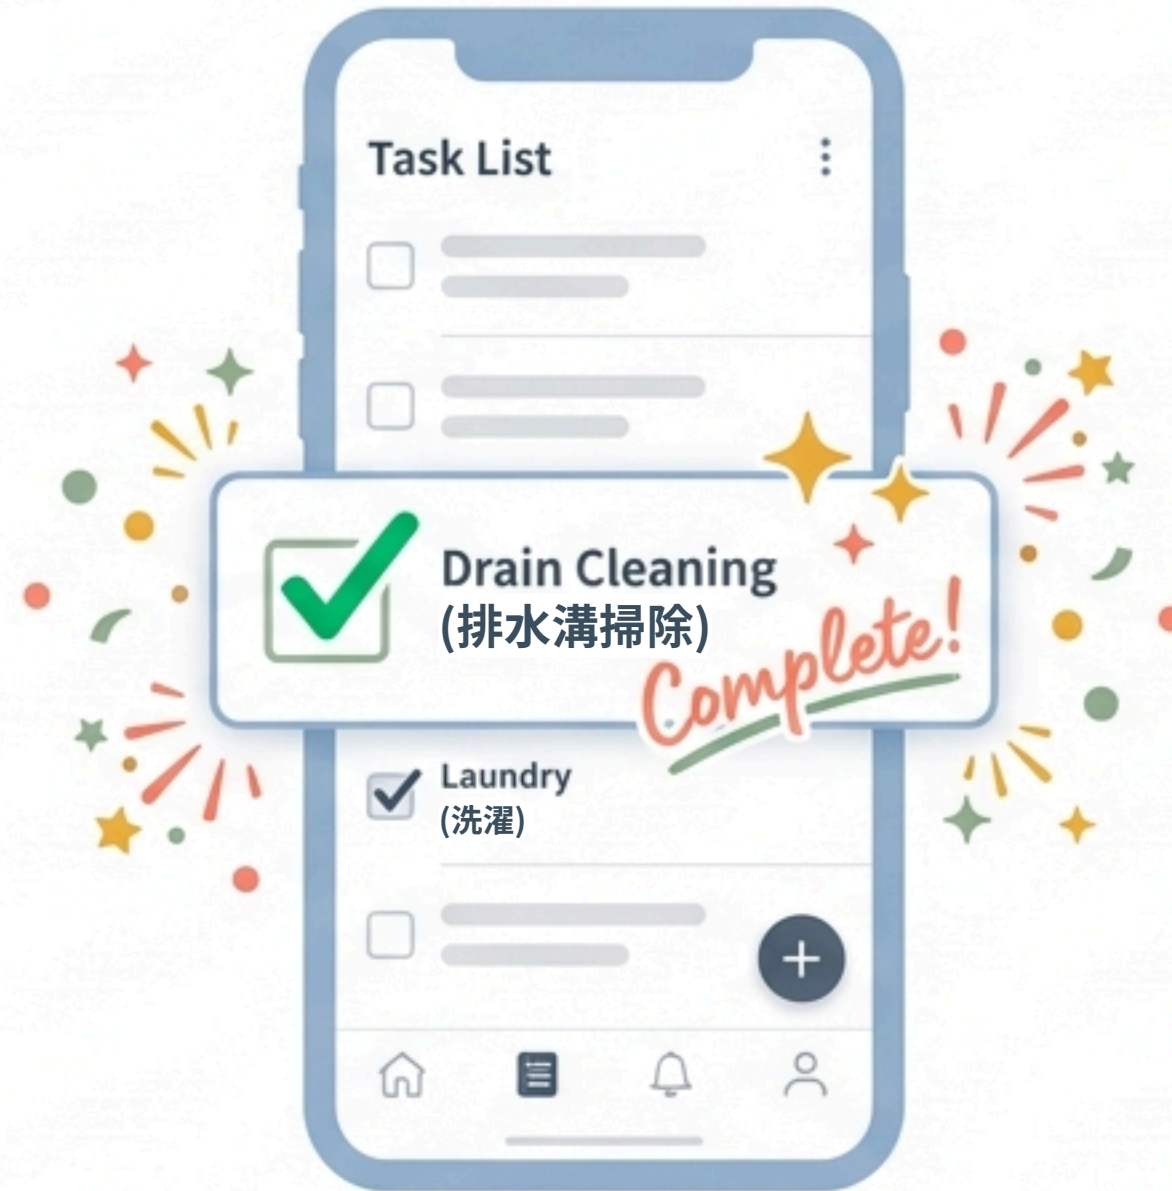 Task List
Drain Cleaning
(排水溝掃除)
Complete!
Laundry
(洗濯)